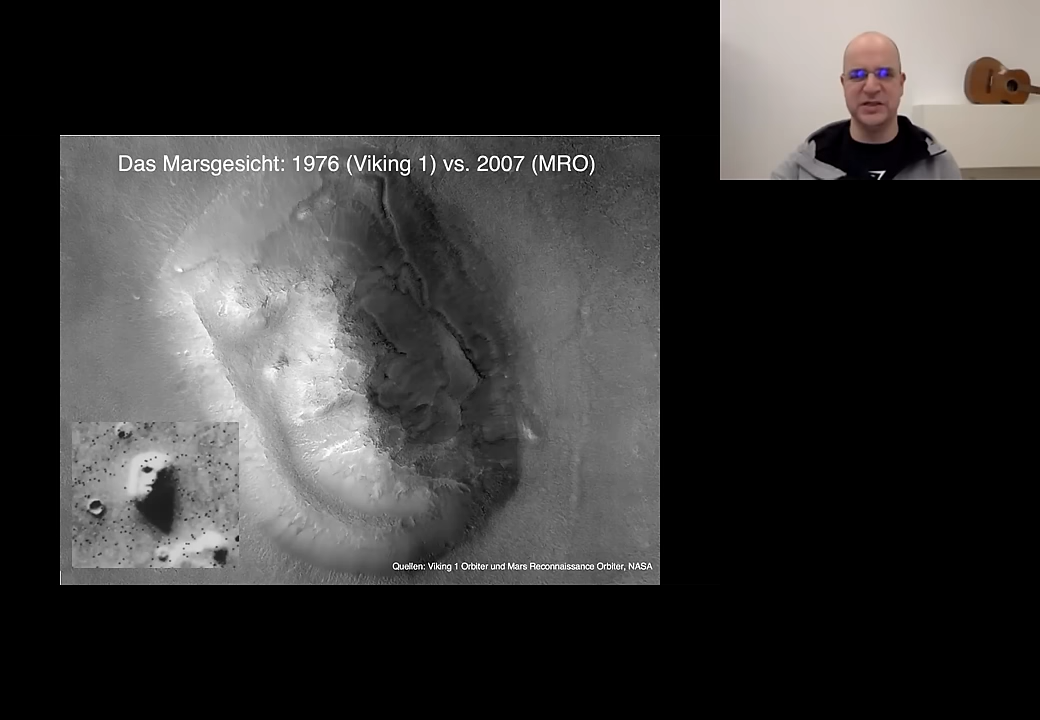 Das Marsgesicht: 1976 (Viking 1) vs. 2007 (MRO)
Quellen: Viking 1 Orbiter und Mars Reconnaissance Orbiter, NASA